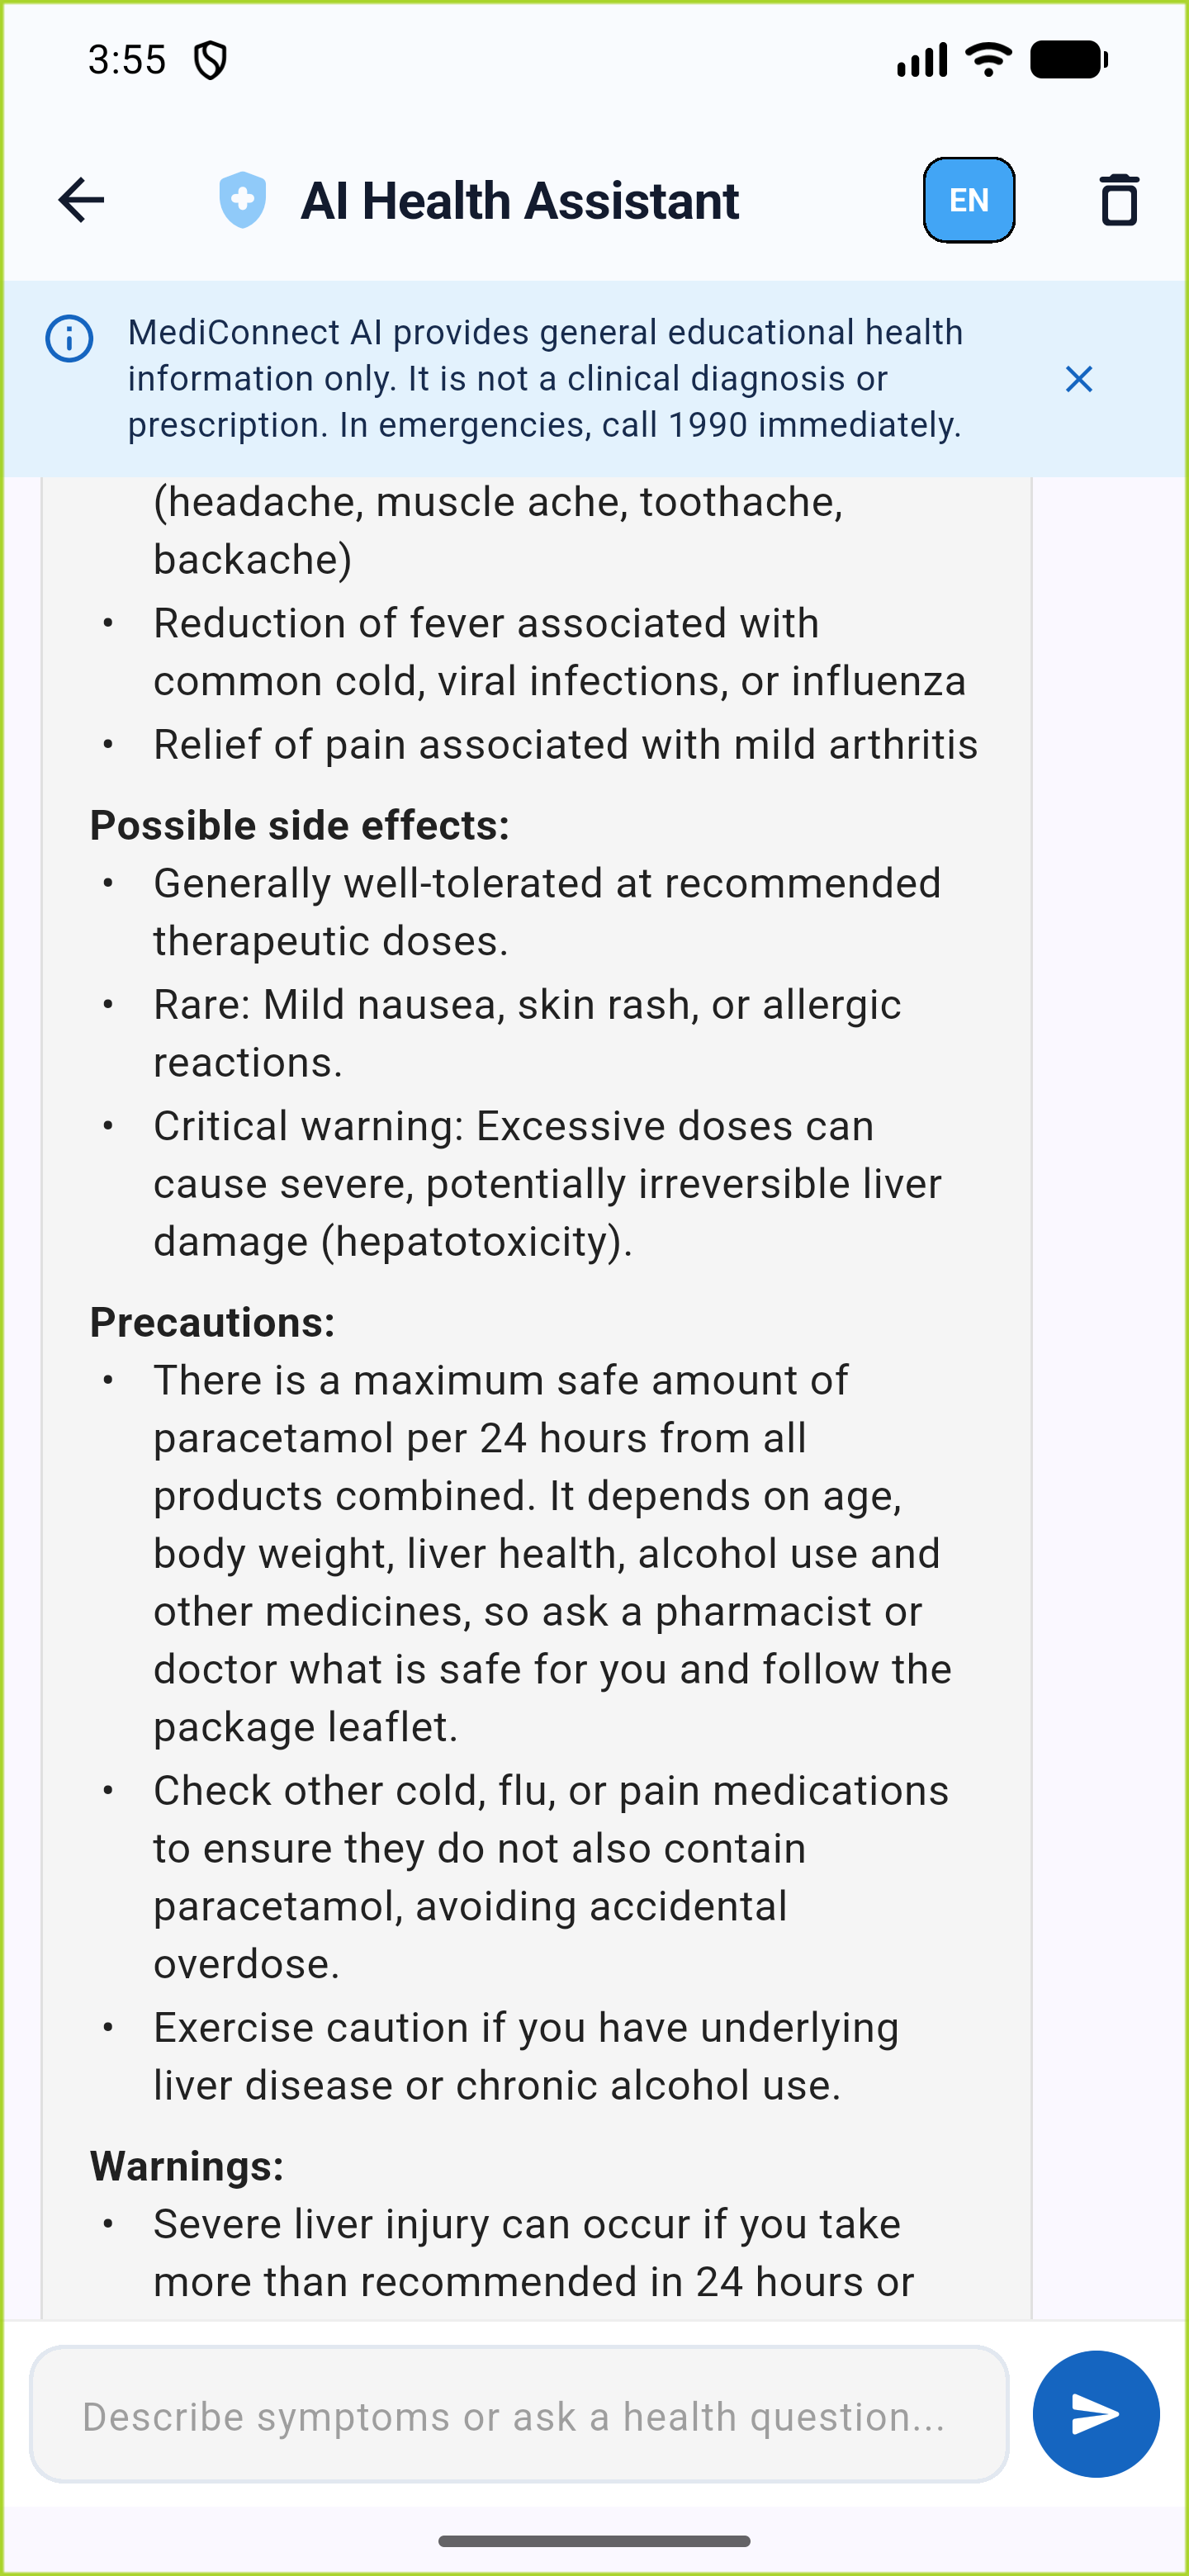 3:55
AI Health Assistant
EN
MediConnect AI provides general educational health
information only. It is not a clinical diagnosis or
prescription. In emergencies, call 1990 immediately.
(headache, muscle ache, toothache,
backache)
• Reduction of fever associated with
common cold, viral infections, or influenza
• Relief of pain associated with mild arthritis
Possible side effects:
• Generally well-tolerated at recommended
therapeutic doses.
• Rare: Mild nausea, skin rash, or allergic
reactions.
• Critical warning: Excessive doses can
cause severe, potentially irreversible liver
damage (hepatotoxicity).
Precautions:
• There is a maximum safe amount of
paracetamol per 24 hours from all
products combined. It depends on age,
body weight, liver health, alcohol use and
other medicines, so ask a pharmacist or
doctor what is safe for you and follow the
package leaflet.
• Check other cold, flu, or pain medications
to ensure they do not also contain
paracetamol, avoiding accidental
overdose.
• Exercise caution if you have underlying
liver disease or chronic alcohol use.
Warnings:
• Severe liver injury can occur if you take
more than recommended in 24 hours or
Describe symptoms or ask a health question...